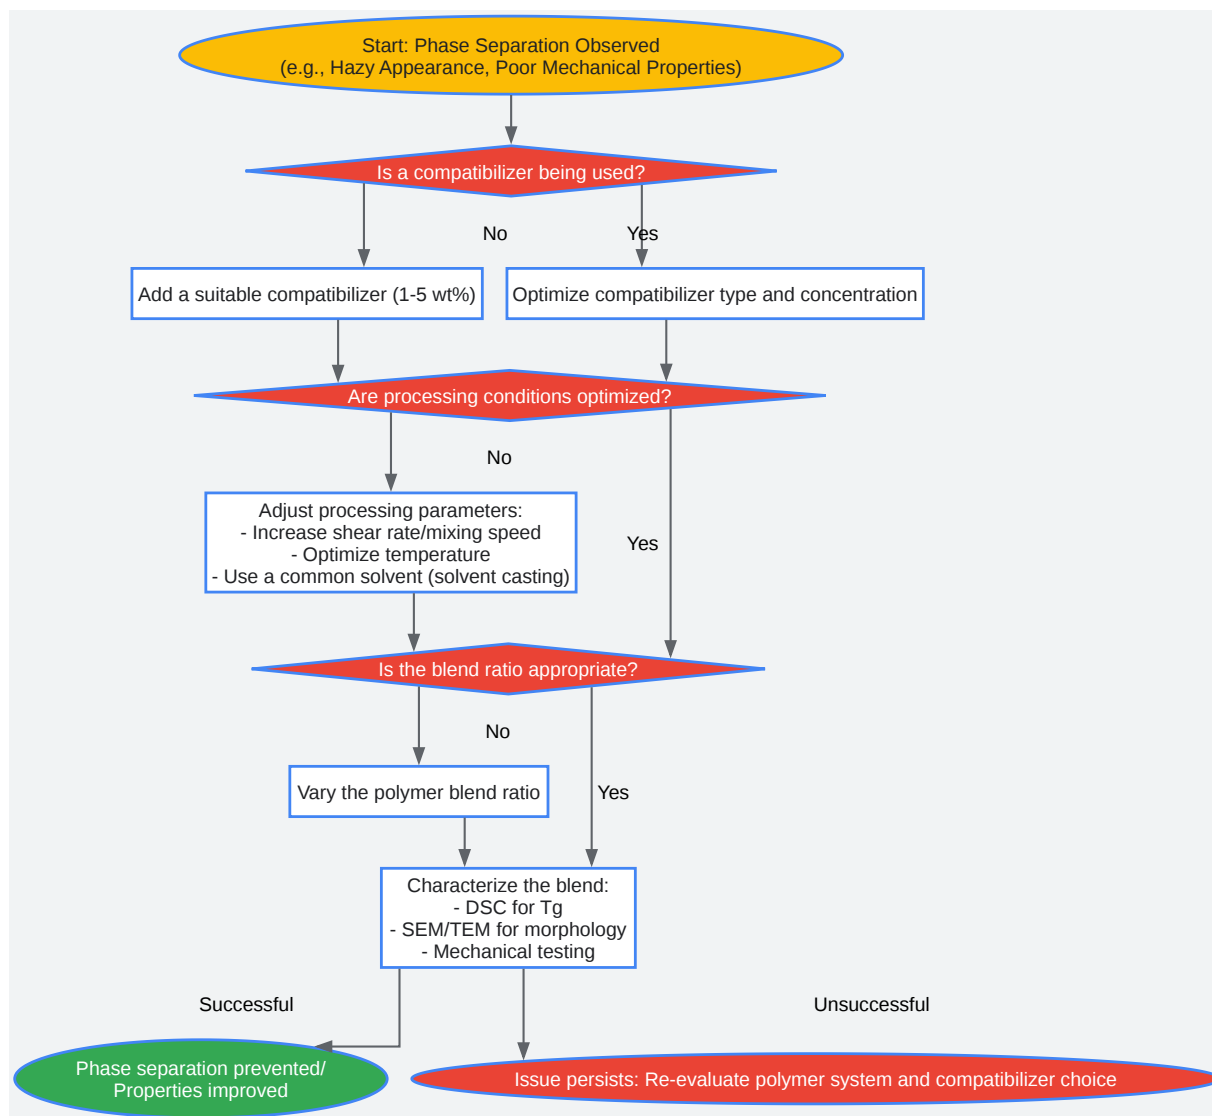 Start: Phase Separation Observed
(e.g., Hazy Appearance, Poor Mechanical Properties)
Is a compatibilizer being used?
No
Yes
Add a suitable compatibilizer (1-5 wt%)
Optimize compatibilizer type and concentration
Are processing conditions optimized?
No
Adjust processing parameters:
- Increase shear rate/mixing speed
- Optimize temperature
- Use a common solvent (solvent casting)
Yes
Is the blend ratio appropriate?
No
Vary the polymer blend ratio
Yes
Characterize the blend:
- DSC for Tg
- SEM/TEM for morphology
- Mechanical testing
Successful
Unsuccessful
Phase separation prevented/
Properties improved
Issue persists: Re-evaluate polymer system and compatibilizer choice